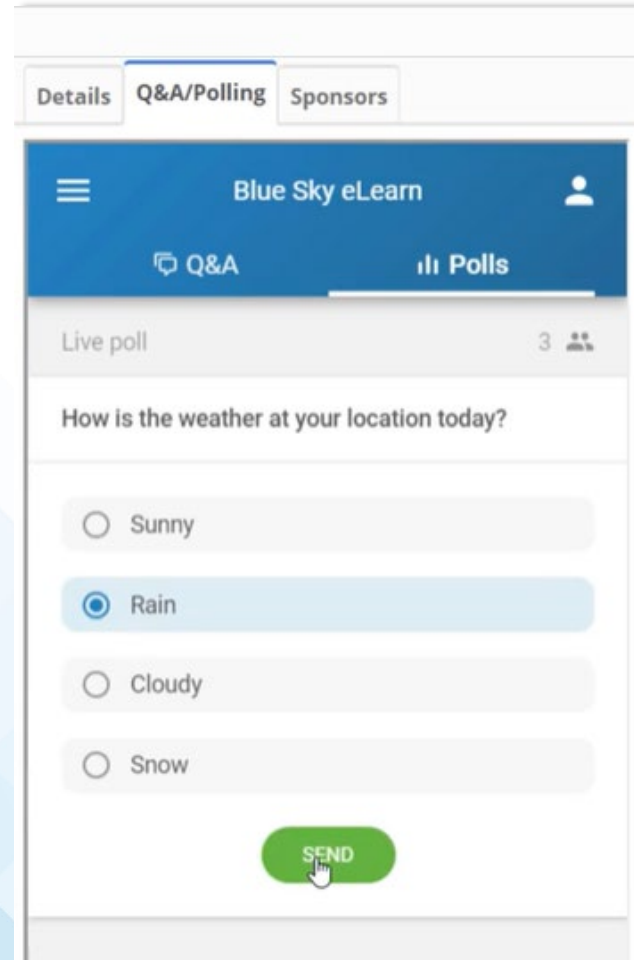 Details Q&A/Polling Sponsors
Blue Sky eLearn
Q&A Polls
Live poll 3
How is the weather at your location today?
Sunny
Rain
Cloudy
Snow
SEND